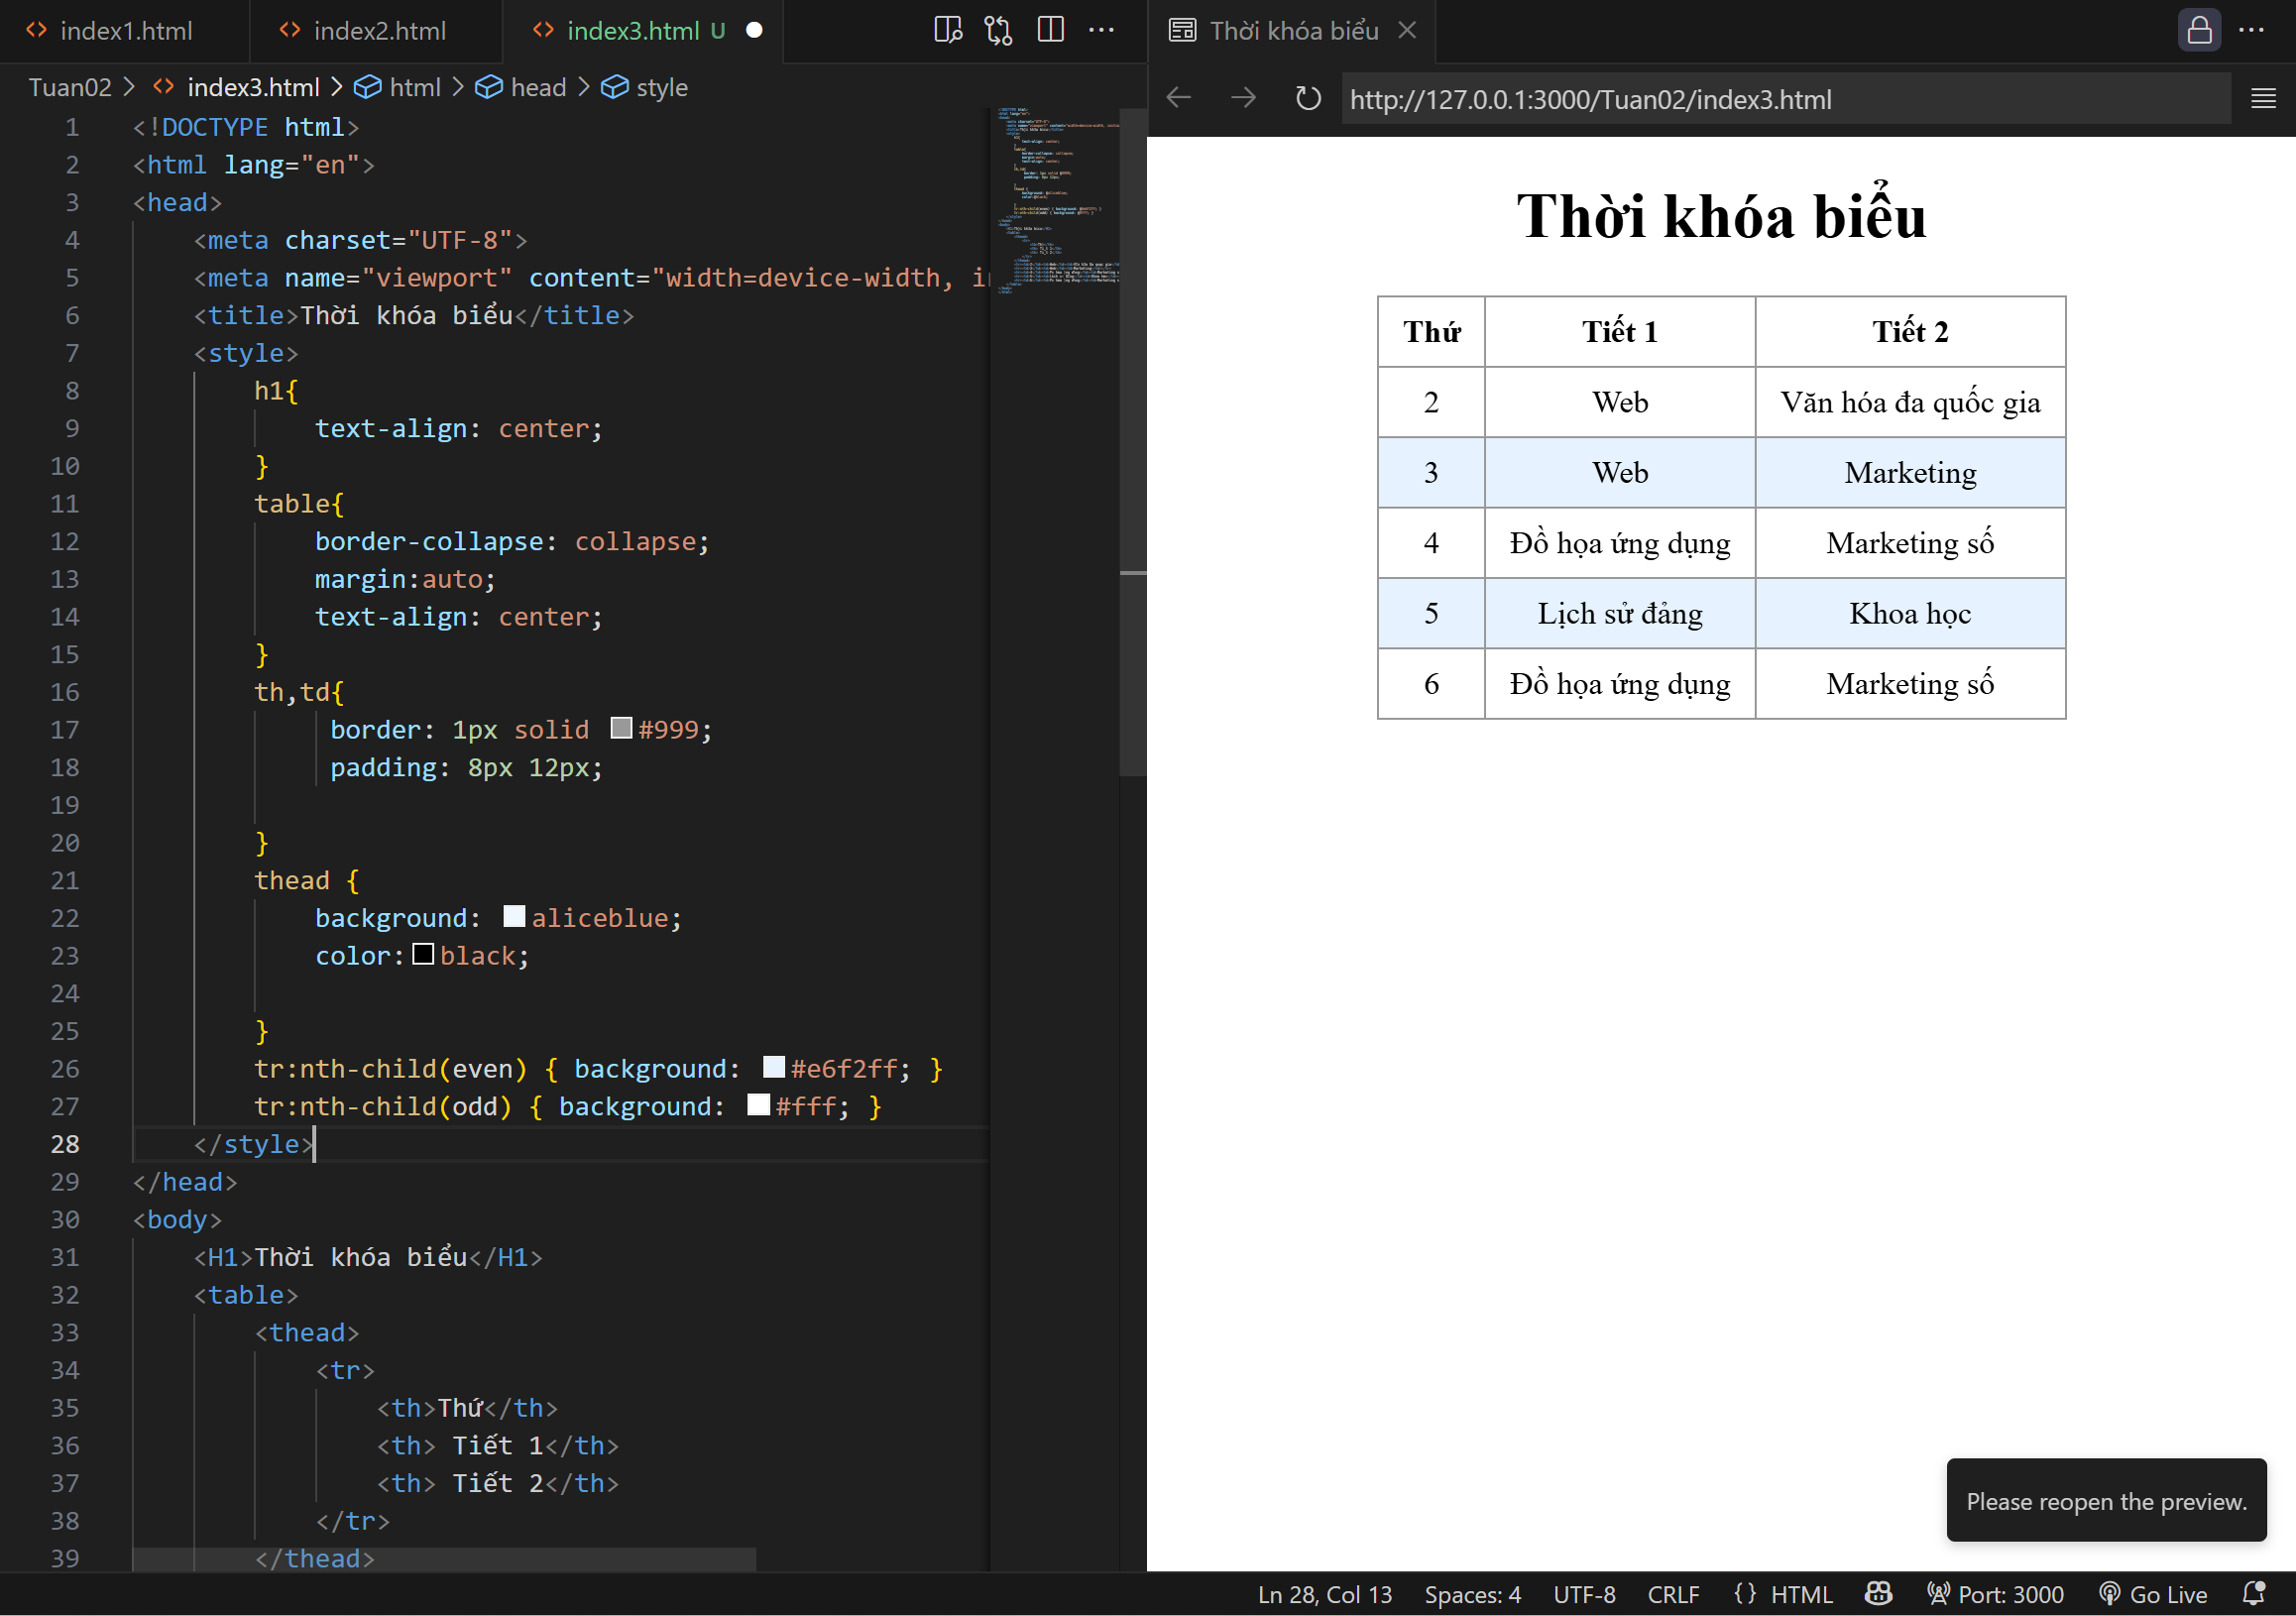 index1.html
index2.html
index3.html U
Thời khóa biểu
Tuan02 > index3.html > html > head > style
http://127.0.0.1:3000/Tuan02/index3.html
1 <!DOCTYPE html>
2 <html lang="en">
3 <head>
4 <meta charset="UTF-8">
5 <meta name="viewport" content="width=device-width, in
6 <title>Thời khóa biểu</title>
7 <style>
8 h1{
9 text-align: center;
10 }
11 table{
12 border-collapse: collapse;
13 margin:auto;
14 text-align: center;
15 }
16 th,td{
17 border: 1px solid #999;
18 padding: 8px 12px;
19
20 }
21 thead {
22 background: aliceblue;
23 color:black;
24
25 }
26 tr:nth-child(even) { background: #e6f2ff; }
27 tr:nth-child(odd) { background: #fff; }
28 </style>
29 </head>
30 <body>
31 <H1>Thời khóa biểu</H1>
32 <table>
33 <thead>
34 <tr>
35 <th>Thứ</th>
36 <th> Tiết 1</th>
37 <th> Tiết 2</th>
38 </tr>
39 </thead>
Thời khóa biểu
Thứ Tiết 1 Tiết 2
2 Web Văn hóa đa quốc gia
3 Web Marketing
4 Đồ họa ứng dụng Marketing số
5 Lịch sử đảng Khoa học
6 Đồ họa ứng dụng Marketing số
Please reopen the preview.
Ln 28, Col 13 Spaces: 4 UTF-8 CRLF {} HTML Port: 3000 Go Live